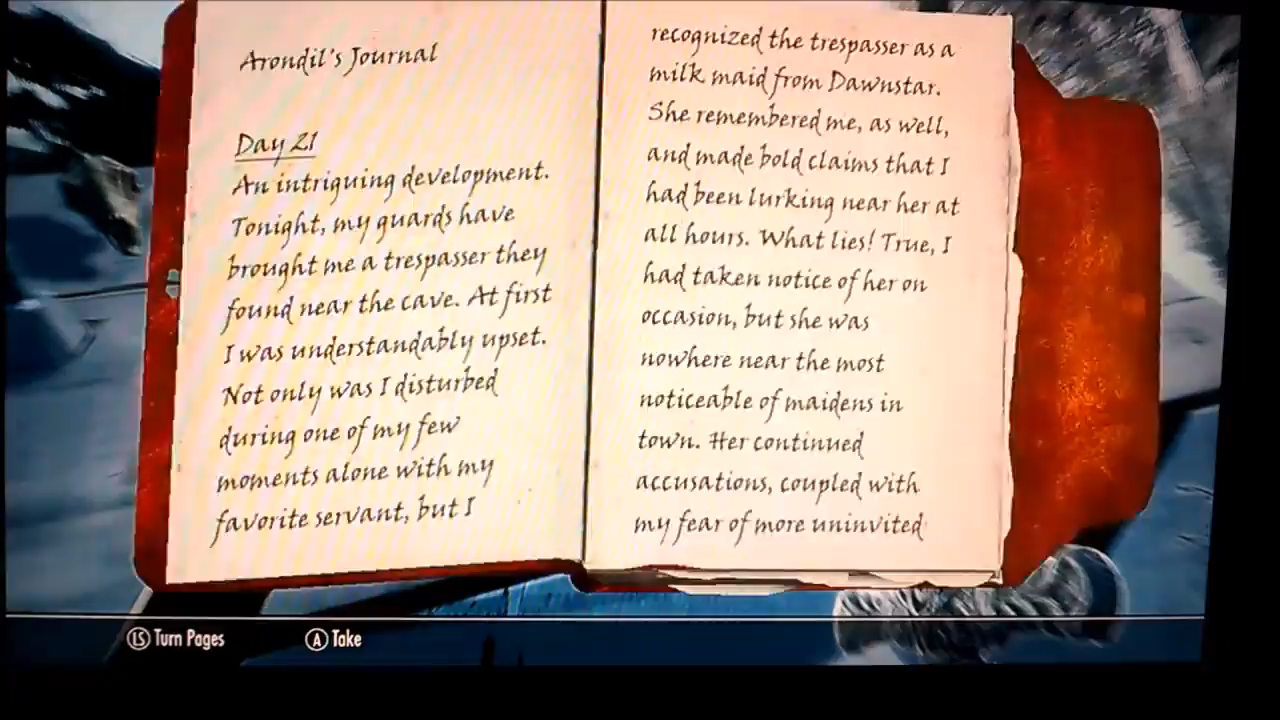 Arondil's Journal
Day 21
An intriguing development.
Tonight, my guards have
brought me a trespasser they
found near the cave. At first
I was understandably upset.
Not only was I disturbed
during one of my few
moments alone with my
favorite servant, but I
recognized the trespasser as a
milk maid from Dawnstar.
She remembered me, as well,
and made bold claims that I
had been lurking near her at
all hours. What lies! True, I
had taken notice of her on
occasion, but she was
nowhere near the most
noticeable of maidens in
town. Her continued
accusations, coupled with
my fear of more uninvited
LS Turn Pages
A Take